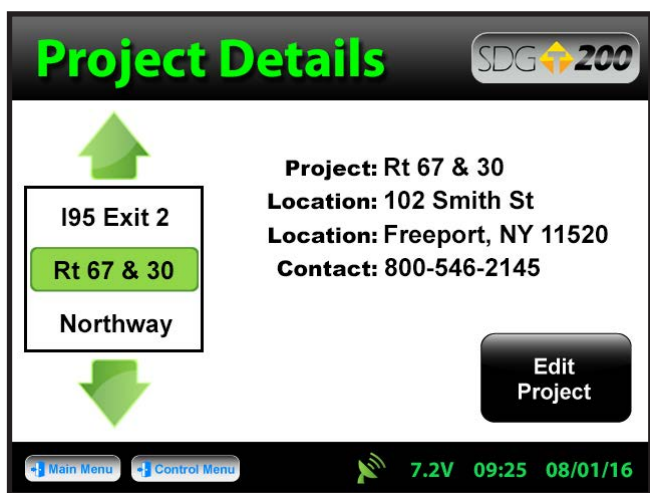 Project Details
SDG 200
I95 Exit 2
Rt 67 & 30
Northway
Project: Rt 67 & 30
Location: 102 Smith St
Location: Freeport, NY 11520
Contact: 800-546-2145
Edit
Project
Main Menu
Control Menu
7.2V 09:25 08/01/16